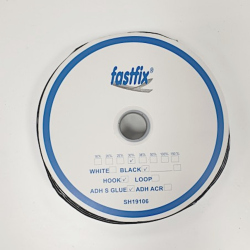 fastfix®
WHITE BLACK
HOOK LOOP
ADH S GLUE ADH ACR
SH19106